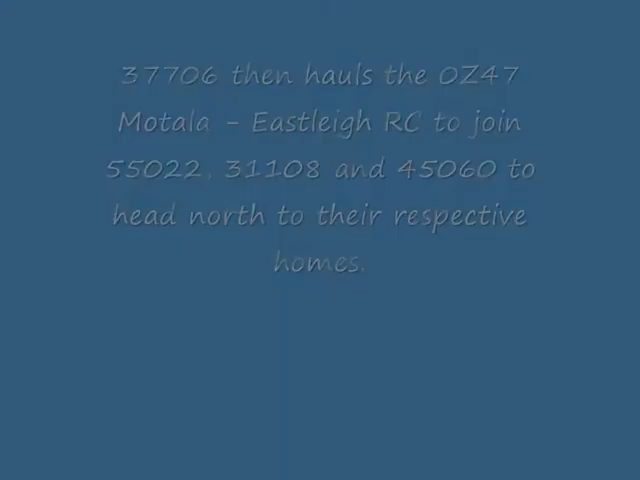 37706 then hauls the 0Z47
Motala - Eastleigh RC to join
55022, 31108 and 45060 to
head north to their respective
homes.